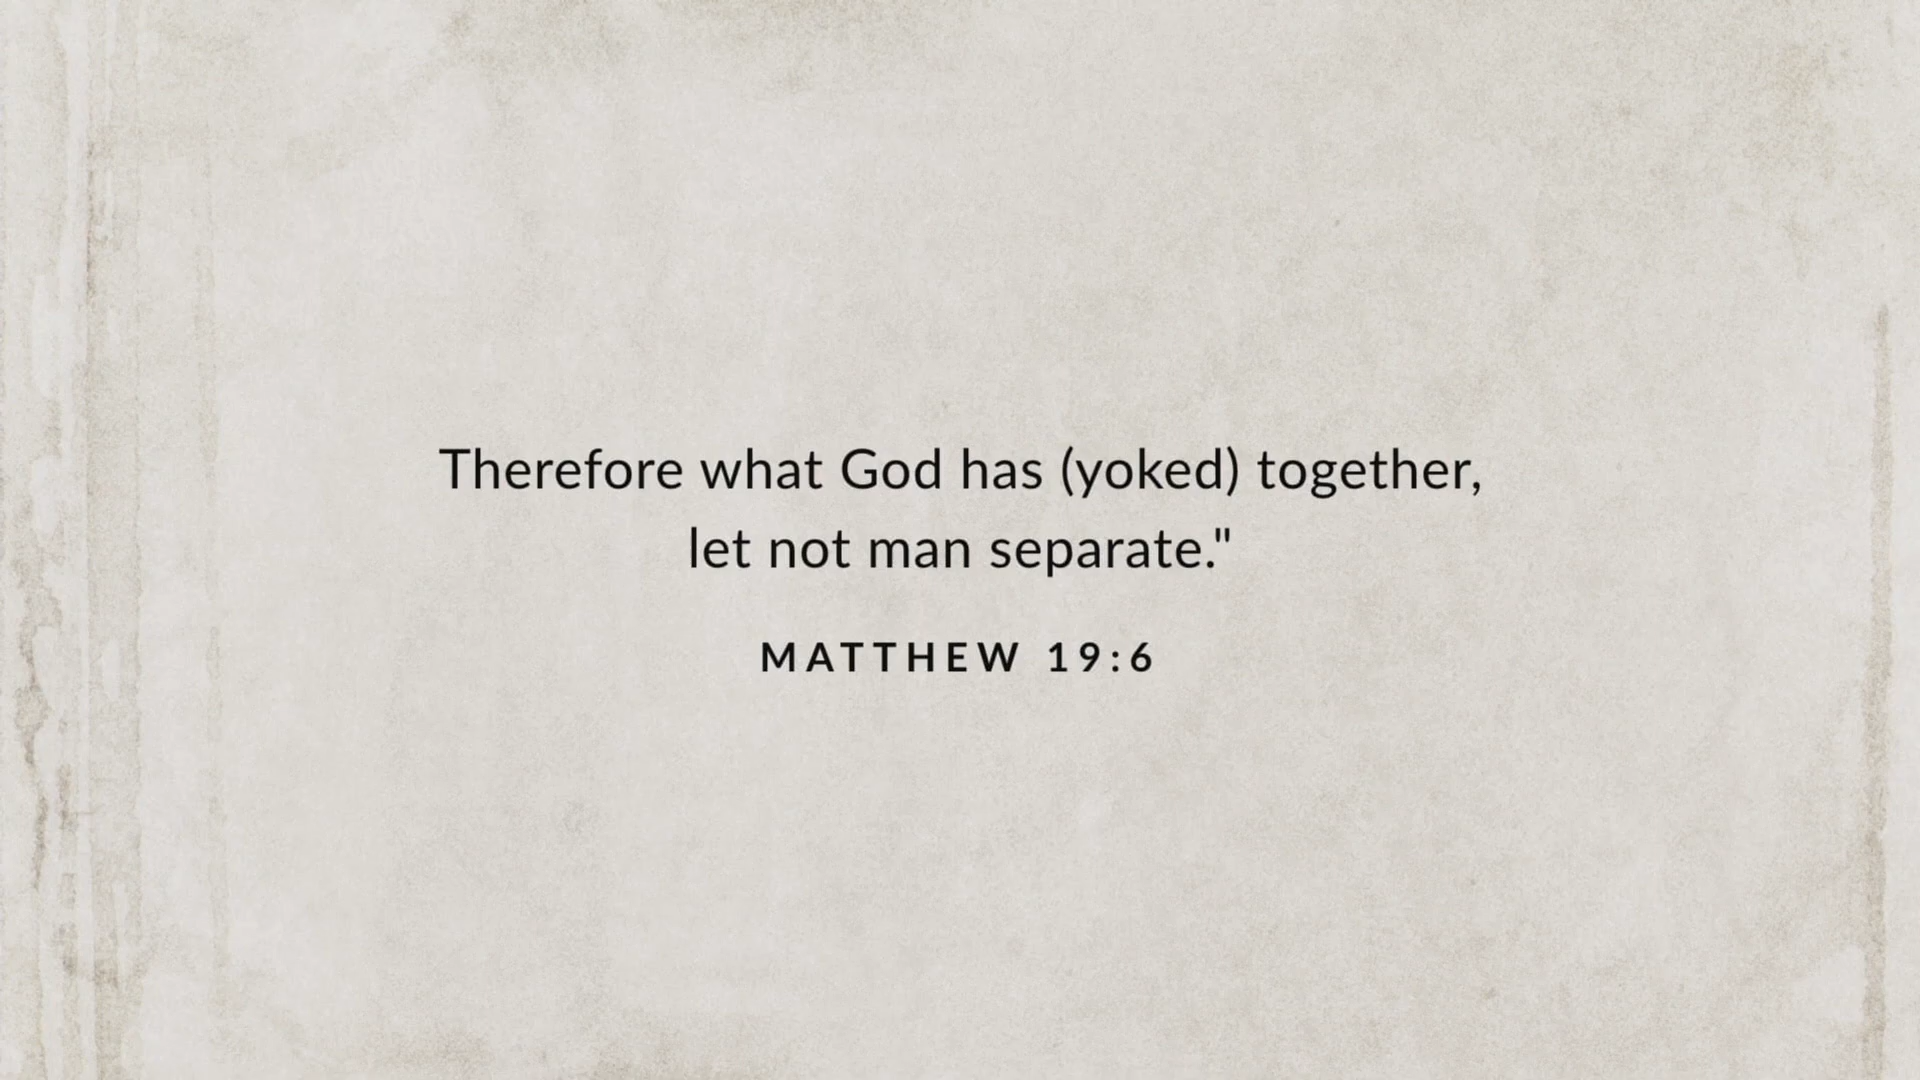 Therefore what God has (yoked) together,
let not man separate."
MATTHEW 19:6